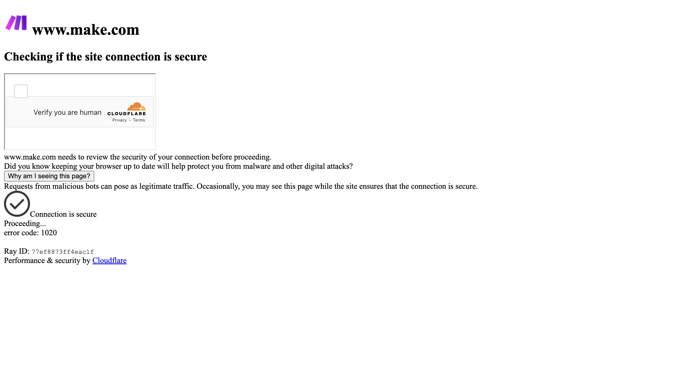 www.make.com
Checking if the site connection is secure
Verify you are human
CLOUDFLARE
Privacy - Terms
www.make.com needs to review the security of your connection before proceeding.
Did you know keeping your browser up to date will help protect you from malware and other digital attacks?
Why am I seeing this page?
Requests from malicious bots can pose as legitimate traffic. Occasionally, you may see this page while the site ensures that the connection is secure.
Connection is secure
Proceeding...
error code: 1020
Ray ID: 77ef8873ff4eac1f
Performance & security by Cloudflare